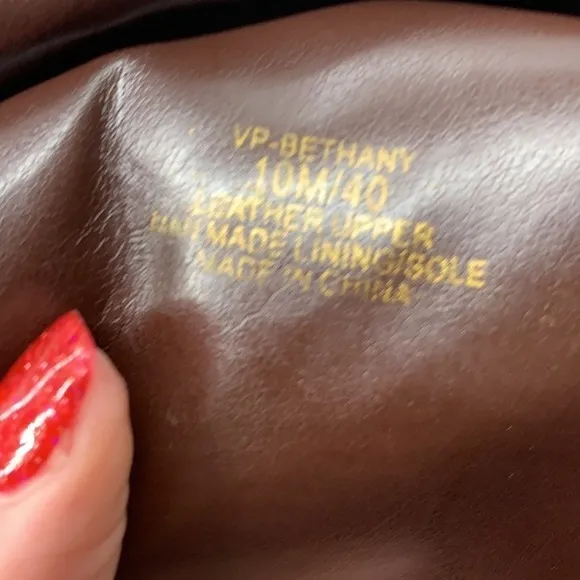 VP-BETHANY
10M/40
LEATHER UPPER
MAN MADE LINING/SOLE
MADE IN CHINA